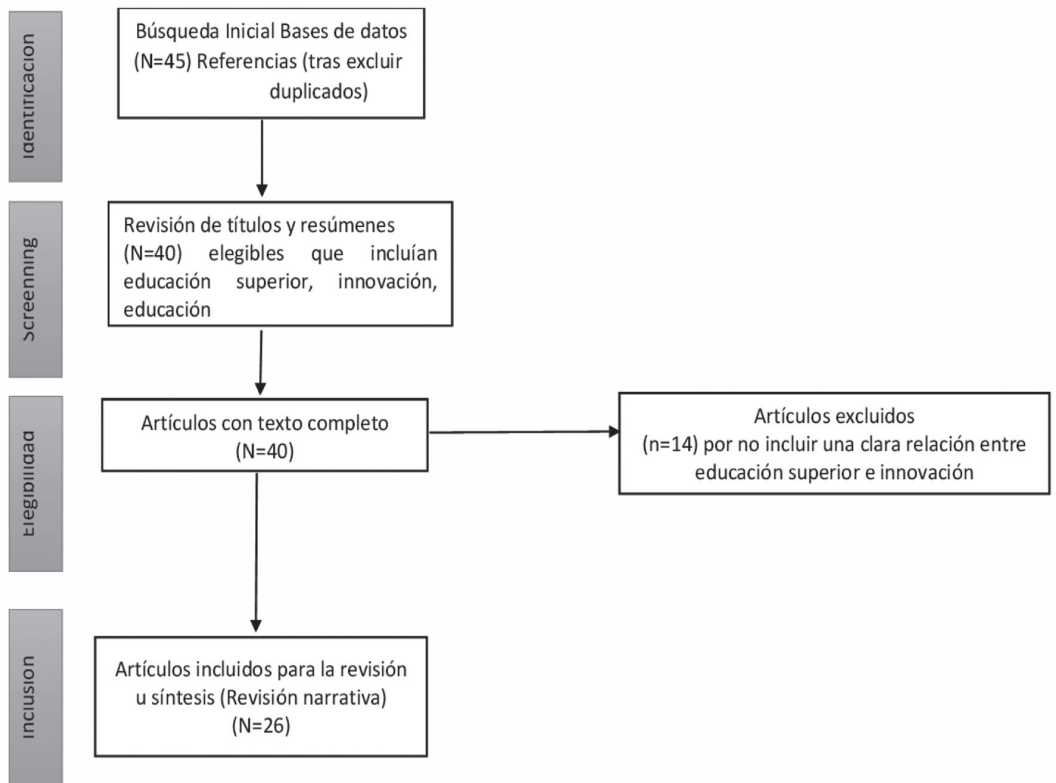 Identificación
Búsqueda Inicial Bases de datos
(N=45) Referencias (tras excluir
duplicados)
Screenning
Revisión de títulos y resúmenes
(N=40) elegibles que incluían
educación superior, innovación,
educación
Elegibilidad
Artículos con texto completo
(N=40)
Artículos excluidos
(n=14) por no incluir una clara relación entre
educación superior e innovación
Inclusión
Artículos incluidos para la revisión
u síntesis (Revisión narrativa)
(N=26)